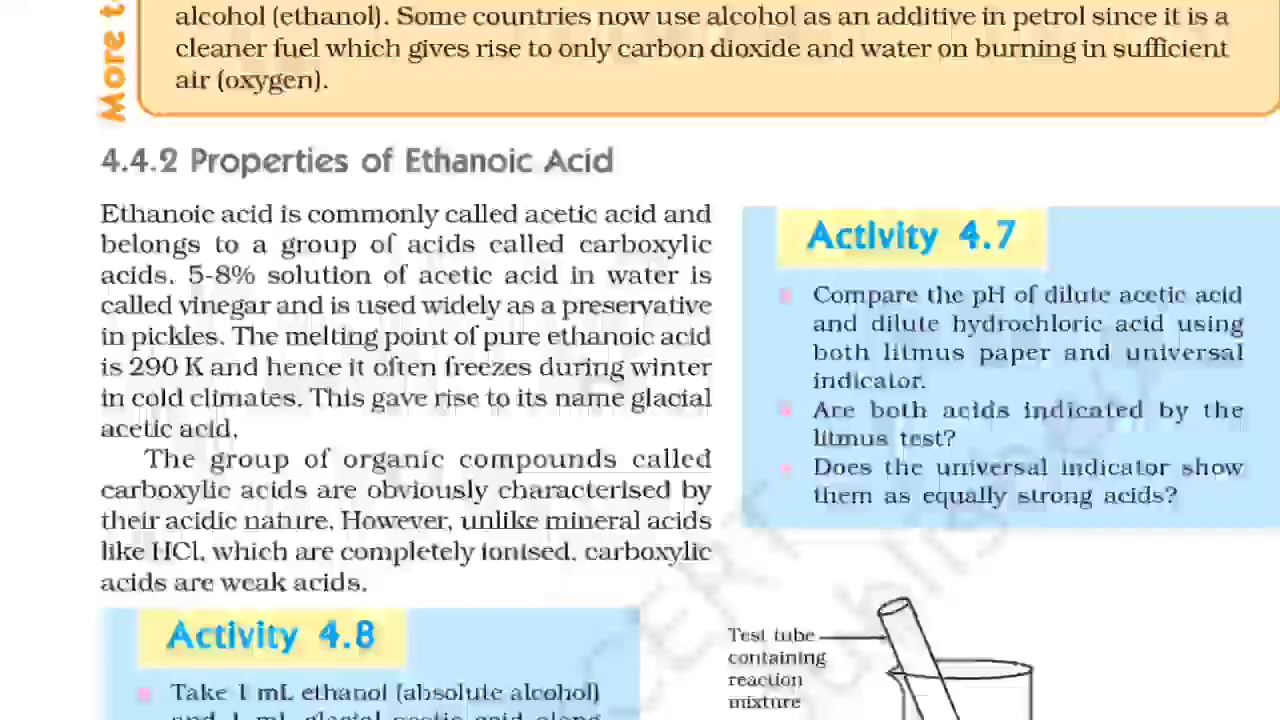 More t
alcohol (ethanol). Some countries now use alcohol as an additive in petrol since it is a
cleaner fuel which gives rise to only carbon dioxide and water on burning in sufficient
air (oxygen).
4.4.2 Properties of Ethanoic Acid
Ethanoic acid is commonly called acetic acid and
belongs to a group of acids called carboxylic
acids. 5-8% solution of acetic acid in water is
called vinegar and is used widely as a preservative
in pickles. The melting point of pure ethanoic acid
is 290 K and hence it often freezes during winter
in cold climates. This gave rise to its name glacial
acetic acid.
The group of organic compounds called
carboxylic acids are obviously characterised by
their acidic nature. However, unlike mineral acids
like HCl, which are completely ionised, carboxylic
acids are weak acids.
Activity 4.7
Compare the pH of dilute acetic acid
and dilute hydrochloric acid using
both litmus paper and universal
indicator.
Are both acids indicated by the
litmus test?
Does the universal indicator show
them as equally strong acids?
Activity 4.8
Take 1 mL ethanol (absolute alcohol)
and 1 mL glacial acetic acid along
Test tube
containing
reaction
mixture